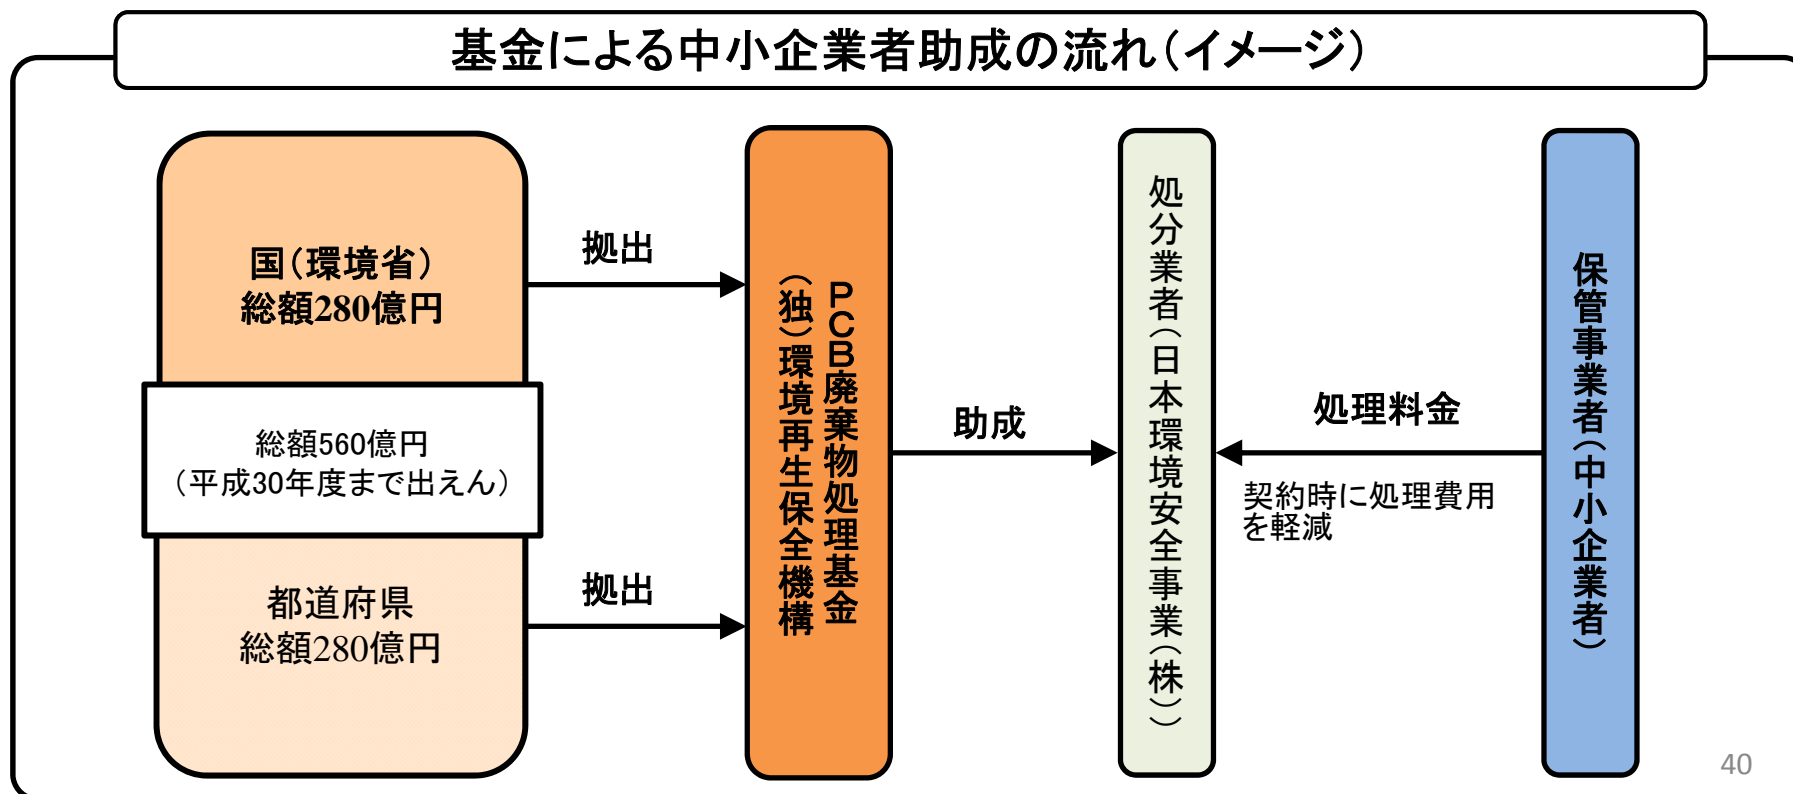 基金による中小企業者助成の流れ(イメージ)
国(環境省)
総額280億円
総額560億円
(平成30年度まで出えん)
都道府県
総額280億円
拠出
拠出
PCB廃棄物処理基金
(独)環境再生保全機構
助成
処分業者(日本環境安全事業(株))
処理料金
契約時に処理費用
を軽減
保管事業者(中小企業者)
40